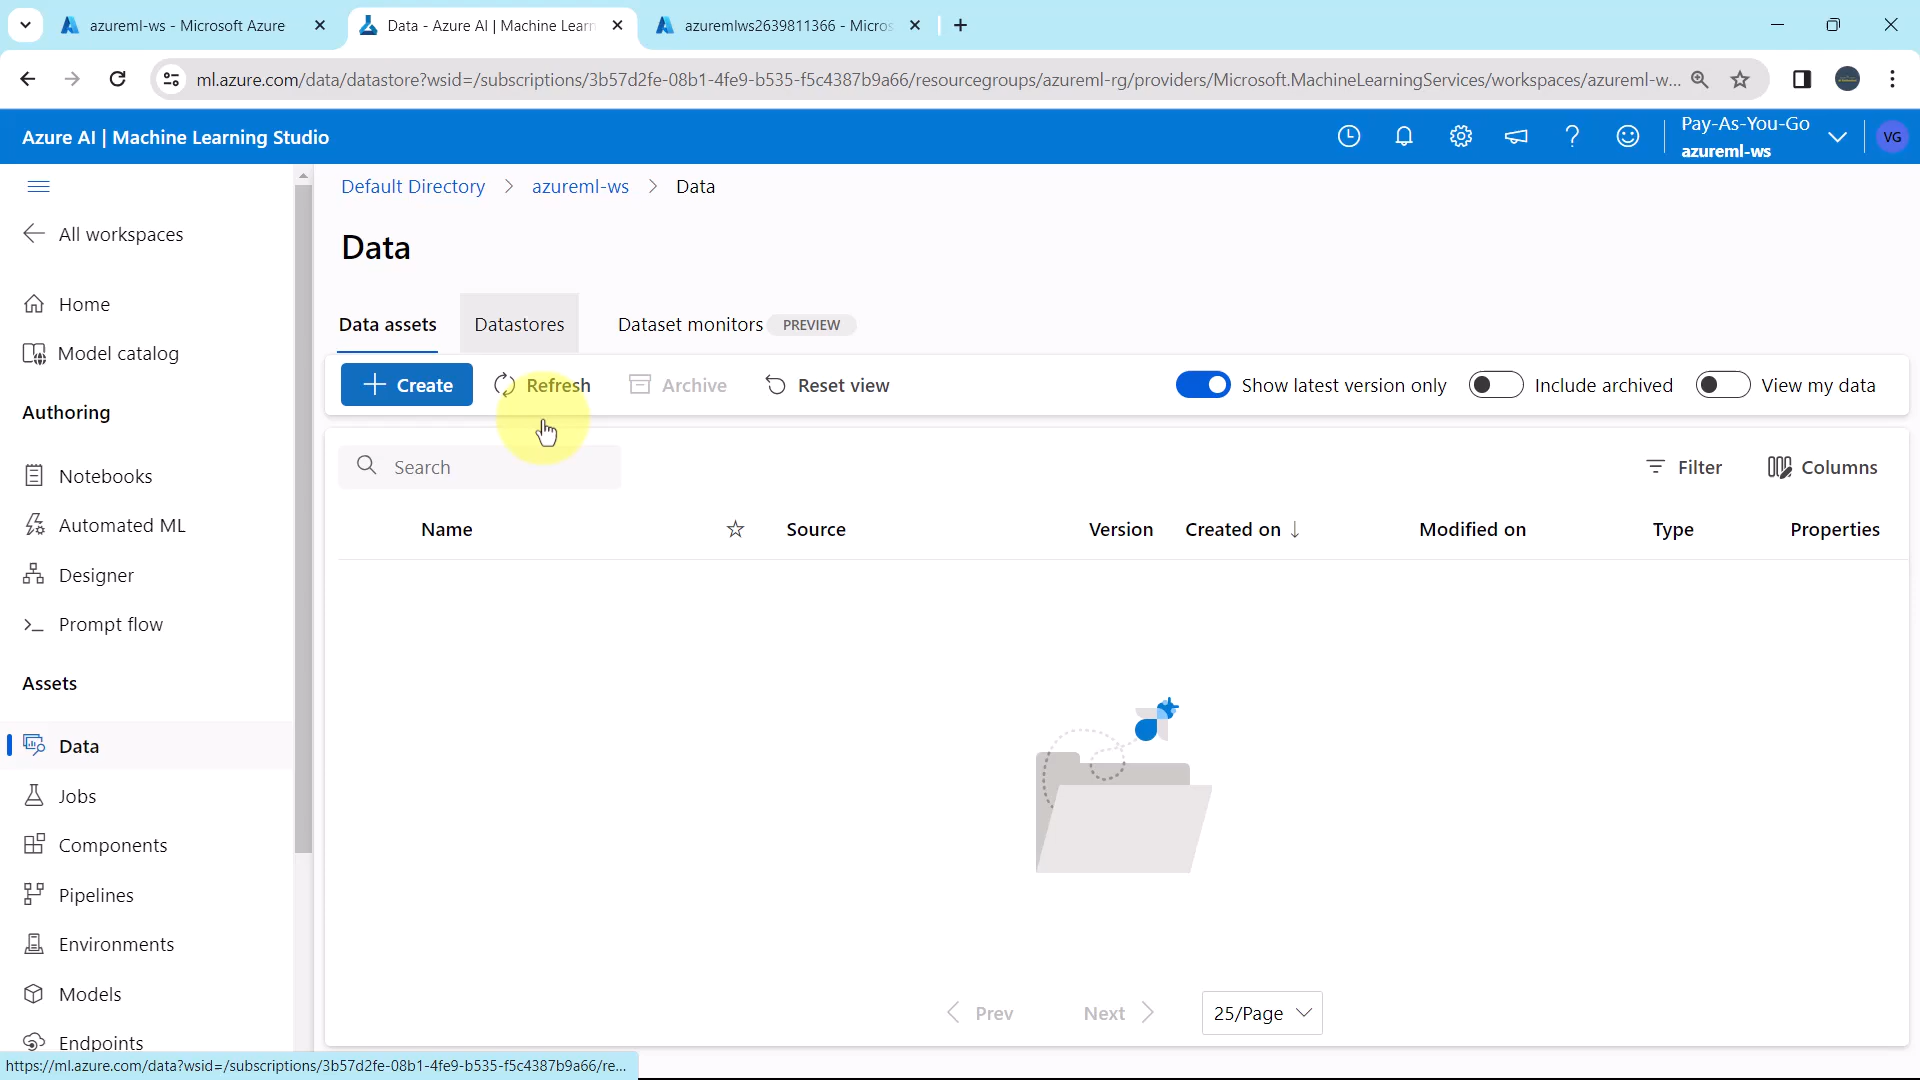 azureml-ws - Microsoft Azure
Data - Azure AI | Machine Learn
azuremlws2639811366 - Micros
ml.azure.com/data/datastore?wsid=/subscriptions/3b57d2fe-08b1-4fe9-b535-f5c4387b9a66/resourcegroups/azureml-rg/providers/Microsoft.MachineLearningServices/workspaces/azureml-w...
Azure AI | Machine Learning Studio
Pay-As-You-Go
azureml-ws
VG
All workspaces
Home
Model catalog
Authoring
Notebooks
Automated ML
Designer
Prompt flow
Assets
Data
Jobs
Components
Pipelines
Environments
Models
Endpoints
Default Directory > azureml-ws > Data
Data
Data assets
Datastores
Dataset monitors PREVIEW
Create
Refresh
Archive
Reset view
Show latest version only
Include archived
View my data
Search
Filter
Columns
Name
Source
Version
Created on
Modified on
Type
Properties
Prev
Next
25/Page
https://ml.azure.com/data?wsid=/subscriptions/3b57d2fe-08b1-4fe9-b535-f5c4387b9a66/re...